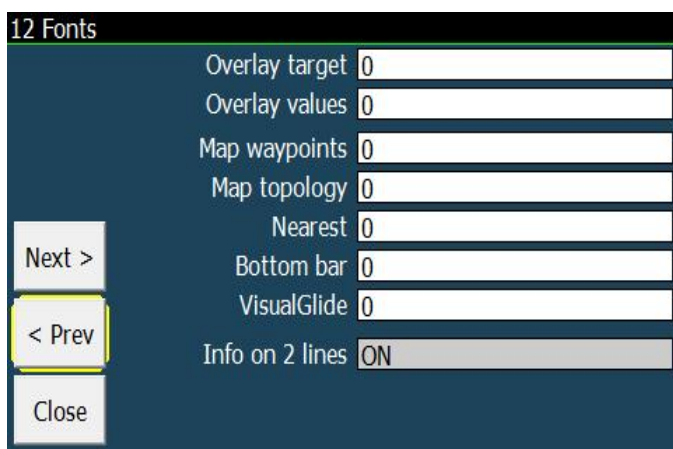 12 Fonts
Overlay target 0
Overlay values 0
Map waypoints 0
Map topology 0
Nearest 0
Bottom bar 0
VisualGlide 0
Info on 2 lines ON
Next >
< Prev
Close